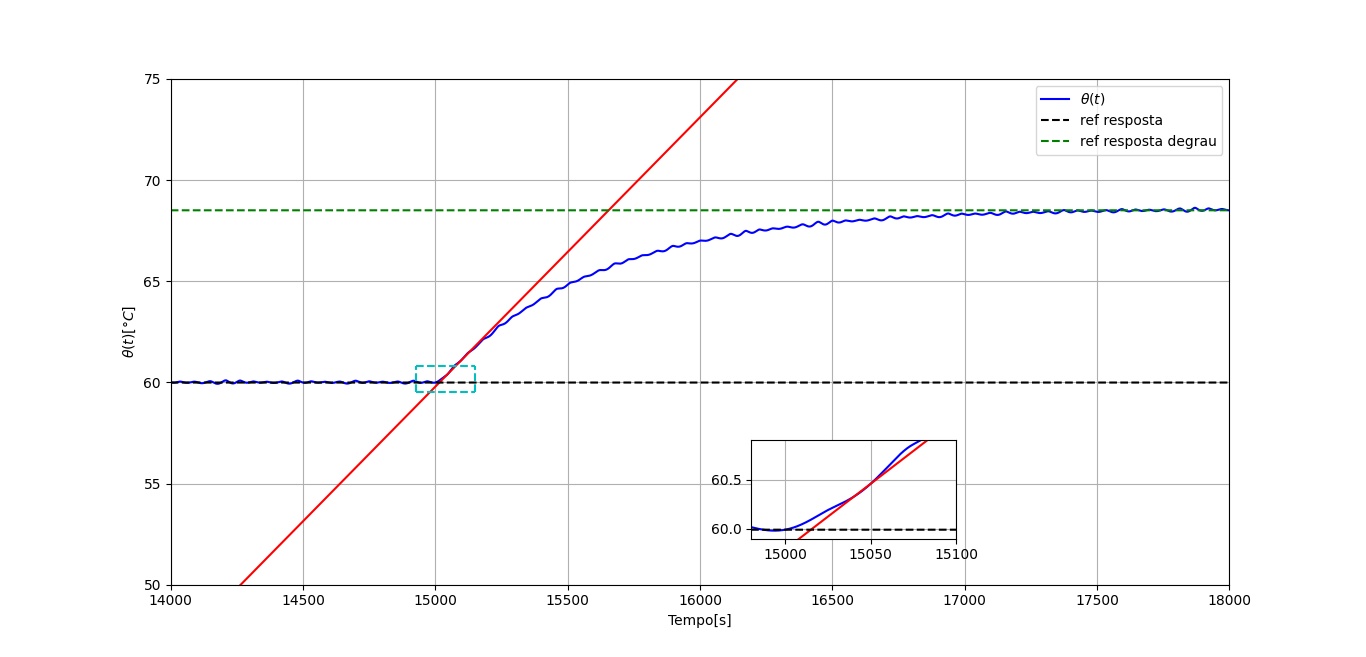 75
70
65
60
55
50
θ(t)[°C]
θ(t)
ref resposta
ref resposta degrau
60.5
60.0
15000 15050 15100
14000 14500 15000 15500 16000 16500 17000 17500 18000
Tempo[s]